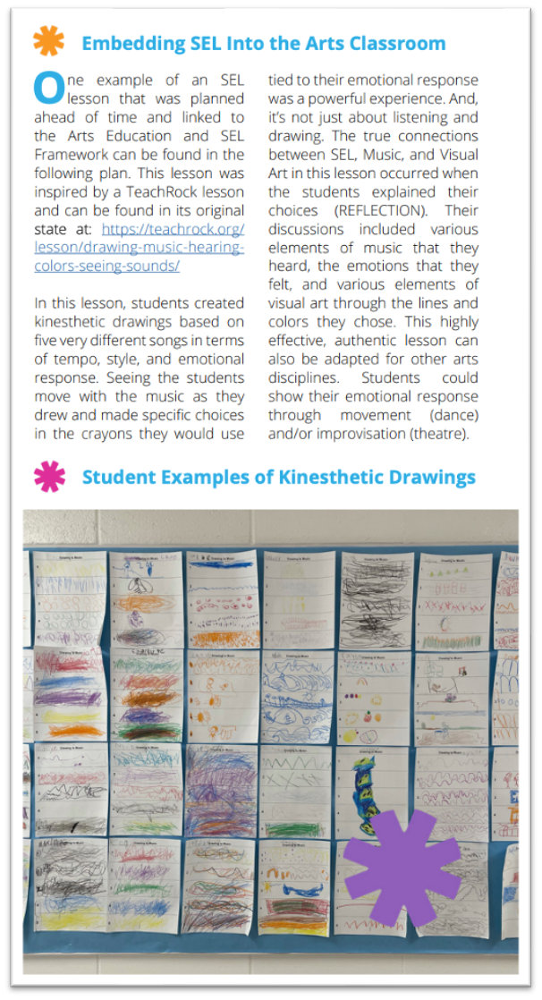 Embedding SEL Into the Arts Classroom
One example of an SEL
lesson that was planned
ahead of time and linked to
the Arts Education and SEL
Framework can be found in the
following plan. This lesson was
inspired by a TeachRock lesson
and can be found in its original
state at: https://teachrock.org/
lesson/drawing-music-hearing-
colors-seeing-sounds/
In this lesson, students created
kinesthetic drawings based on
five very different songs in terms
of tempo, style, and emotional
response. Seeing the students
move with the music as they
drew and made specific choices
in the crayons they would use
tied to their emotional response
was a powerful experience. And,
it’s not just about listening and
drawing. The true connections
between SEL, Music, and Visual
Art in this lesson occurred when
the students explained their
choices (REFLECTION). Their
discussions included various
elements of music that they
heard, the emotions that they
felt, and various elements of
visual art through the lines and
colors they chose. This highly
effective, authentic lesson can
also be adapted for other arts
disciplines. Students could
show their emotional response
through movement (dance)
and/or improvisation (theatre).
Student Examples of Kinesthetic Drawings